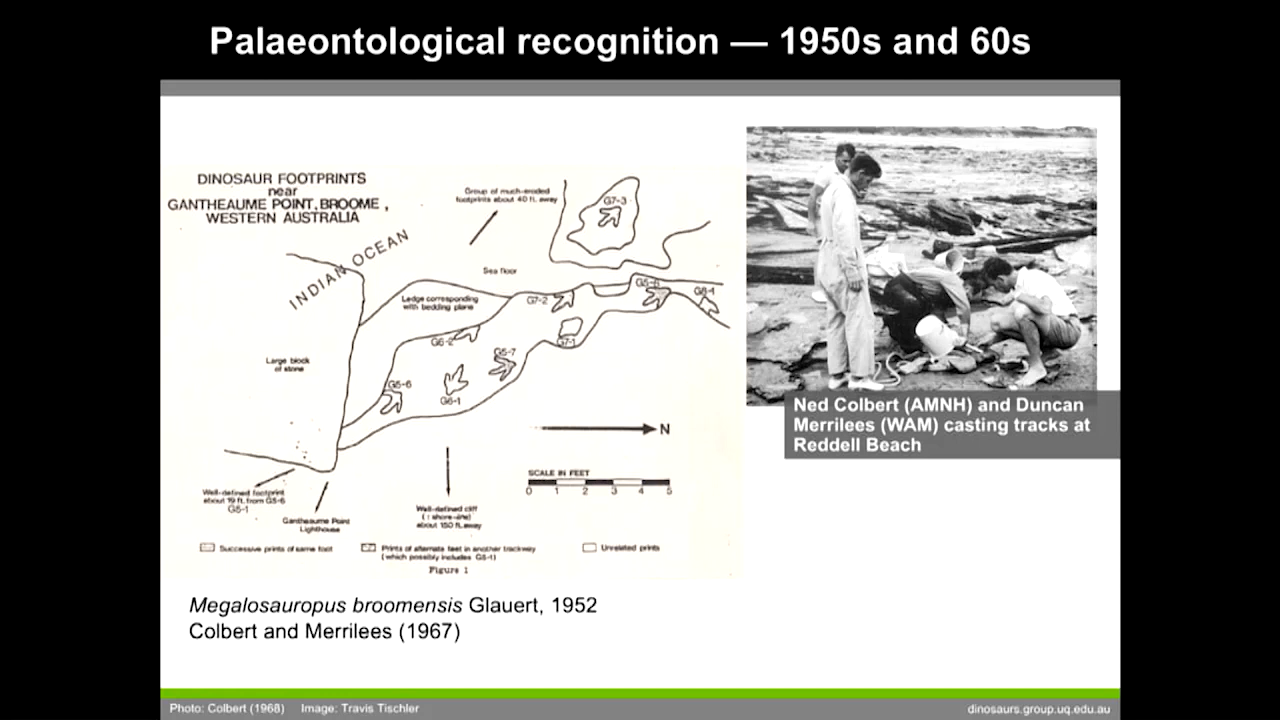 Palaeontological recognition — 1950s and 60s
DINOSAUR FOOTPRINTS
near
GANTHEAUME POINT, BROOME,
WESTERN AUSTRALIA
INDIAN OCEAN
Group of much-eroded
footprints about 40 ft. away
G7-3
Sea floor
Ledge corresponding
with bedding plane
G7-2
G5-5
G8-1
G6-2
G7-1
G5-7
Large block
of stone
G5-6
G6-1
N
SCALE IN FEET
0 1 2 3 4 5
Well-defined footprint
about 19 ft. from G5-6
Gantheaume Point
Lighthouse
Well-defined cliff
about 150 ft. away
Successive prints of same foot
Prints of alternate feet in another trackway
(which possibly includes G5-1)
Unrelated prints
Figure 1
Ned Colbert (AMNH) and Duncan
Merrilees (WAM) casting tracks at
Reddell Beach
Megalosauropus broomensis Glauert, 1952
Colbert and Merrilees (1967)
Photo: Colbert (1968) Image: Travis Tischler
dinosaurs.group.uq.edu.au